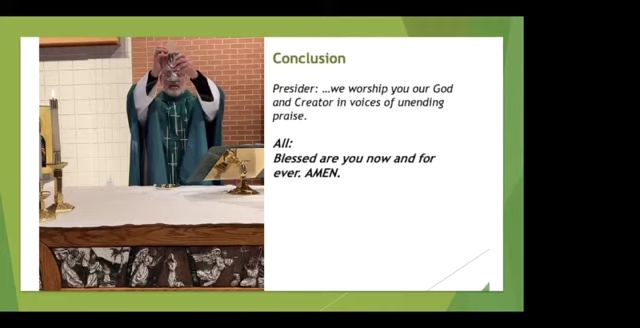 Conclusion
Presider: …we worship you our God
and Creator in voices of unending
praise.
All:
Blessed are you now and for
ever. AMEN.